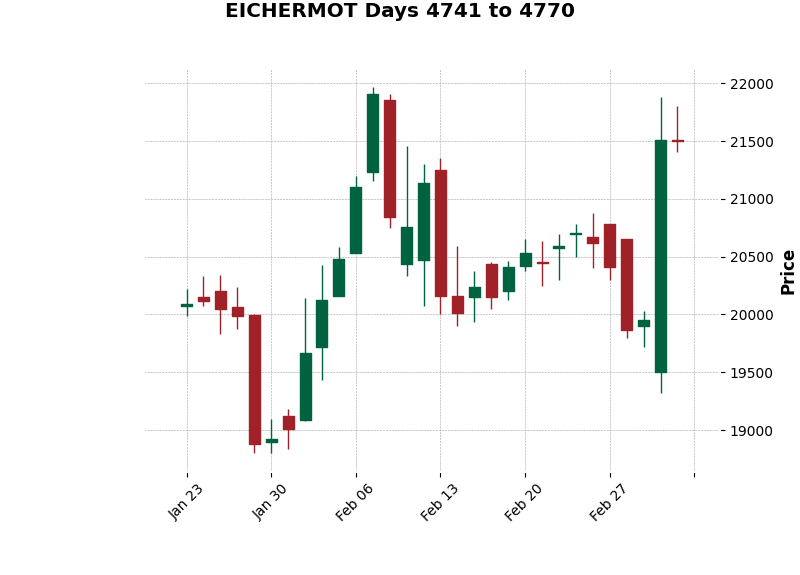 EICHERMOT Days 4741 to 4770
22000
21500
21000
20500
20000
19500
19000
Price
Jan 23
Jan 30
Feb 06
Feb 13
Feb 20
Feb 27